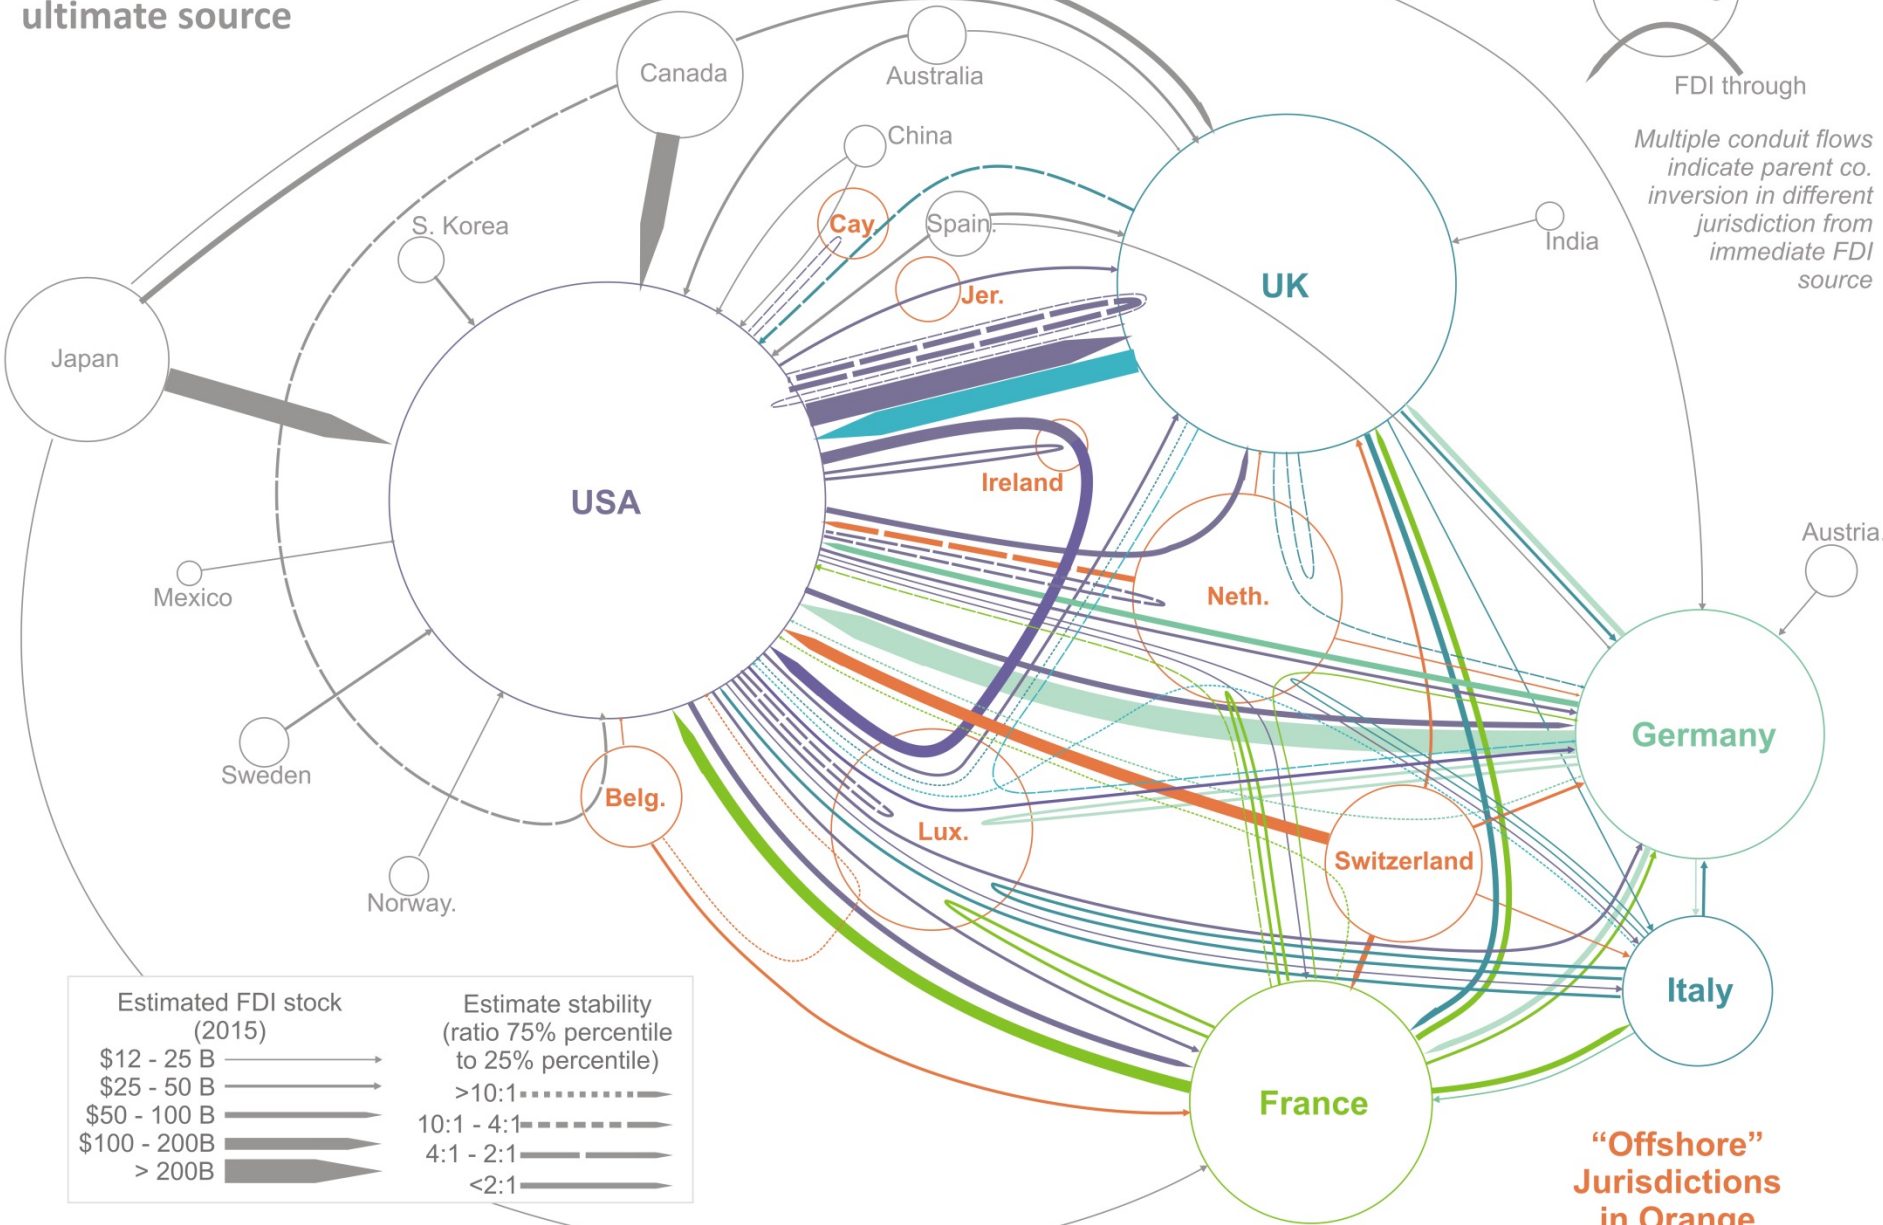 ultimate source
Canada
Australia
China
FDI through
Multiple conduit flows
indicate parent co.
inversion in different
jurisdiction from
immediate FDI
source
S. Korea
Cay.
Spain.
India
Jer.
UK
Japan
Ireland
USA
Austria.
Mexico
Neth.
Germany
Sweden
Belg.
Lux.
Switzerland
Norway.
Italy
France
Estimated FDI stock
(2015)
$12 - 25 B
$25 - 50 B
$50 - 100 B
$100 - 200B
> 200B
Estimate stability
(ratio 75% percentile
to 25% percentile)
>10:1
10:1 - 4:1
4:1 - 2:1
<2:1
“Offshore”
Jurisdictions
in Orange